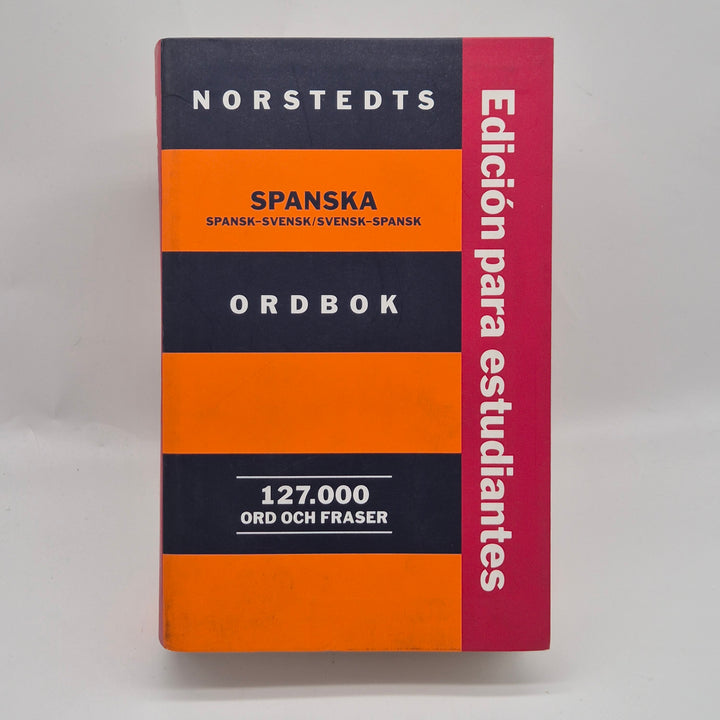 NORSTEDTS
SPANSKA
SPANSK–SVENSK/SVENSK–SPANSK
ORDBOK
127.000
ORD OCH FRASER
Edición para estudiantes